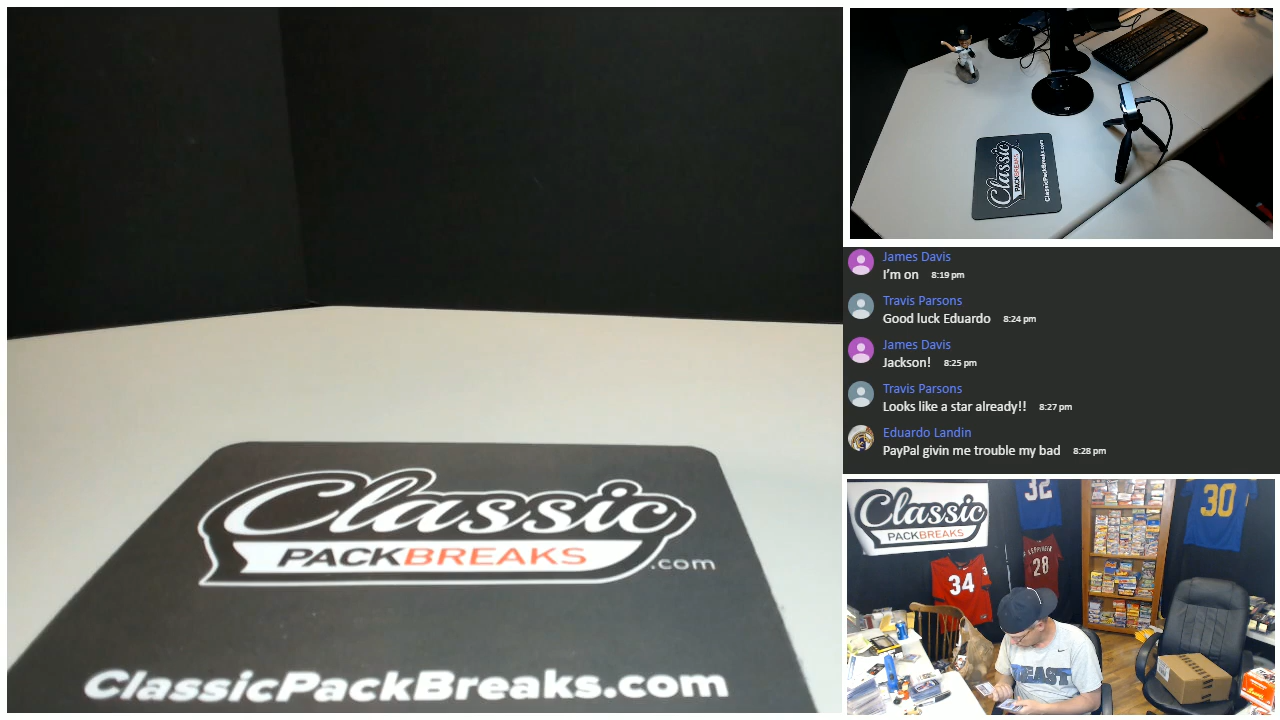 Classic
PACKBREAKS
.com
ClassicPackBreaks.com
Classic
PACKBREAKS
ClassicPackBreaks.com
James Davis
I'm on 8:19 pm
Travis Parsons
Good luck Eduardo 8:24 pm
James Davis
Jackson! 8:25 pm
Travis Parsons
Looks like a star already!! 8:27 pm
Eduardo Landin
PayPal givin me trouble my bad 8:28 pm
Classic
PACKBREAKS
32
30
34
28
BEAST